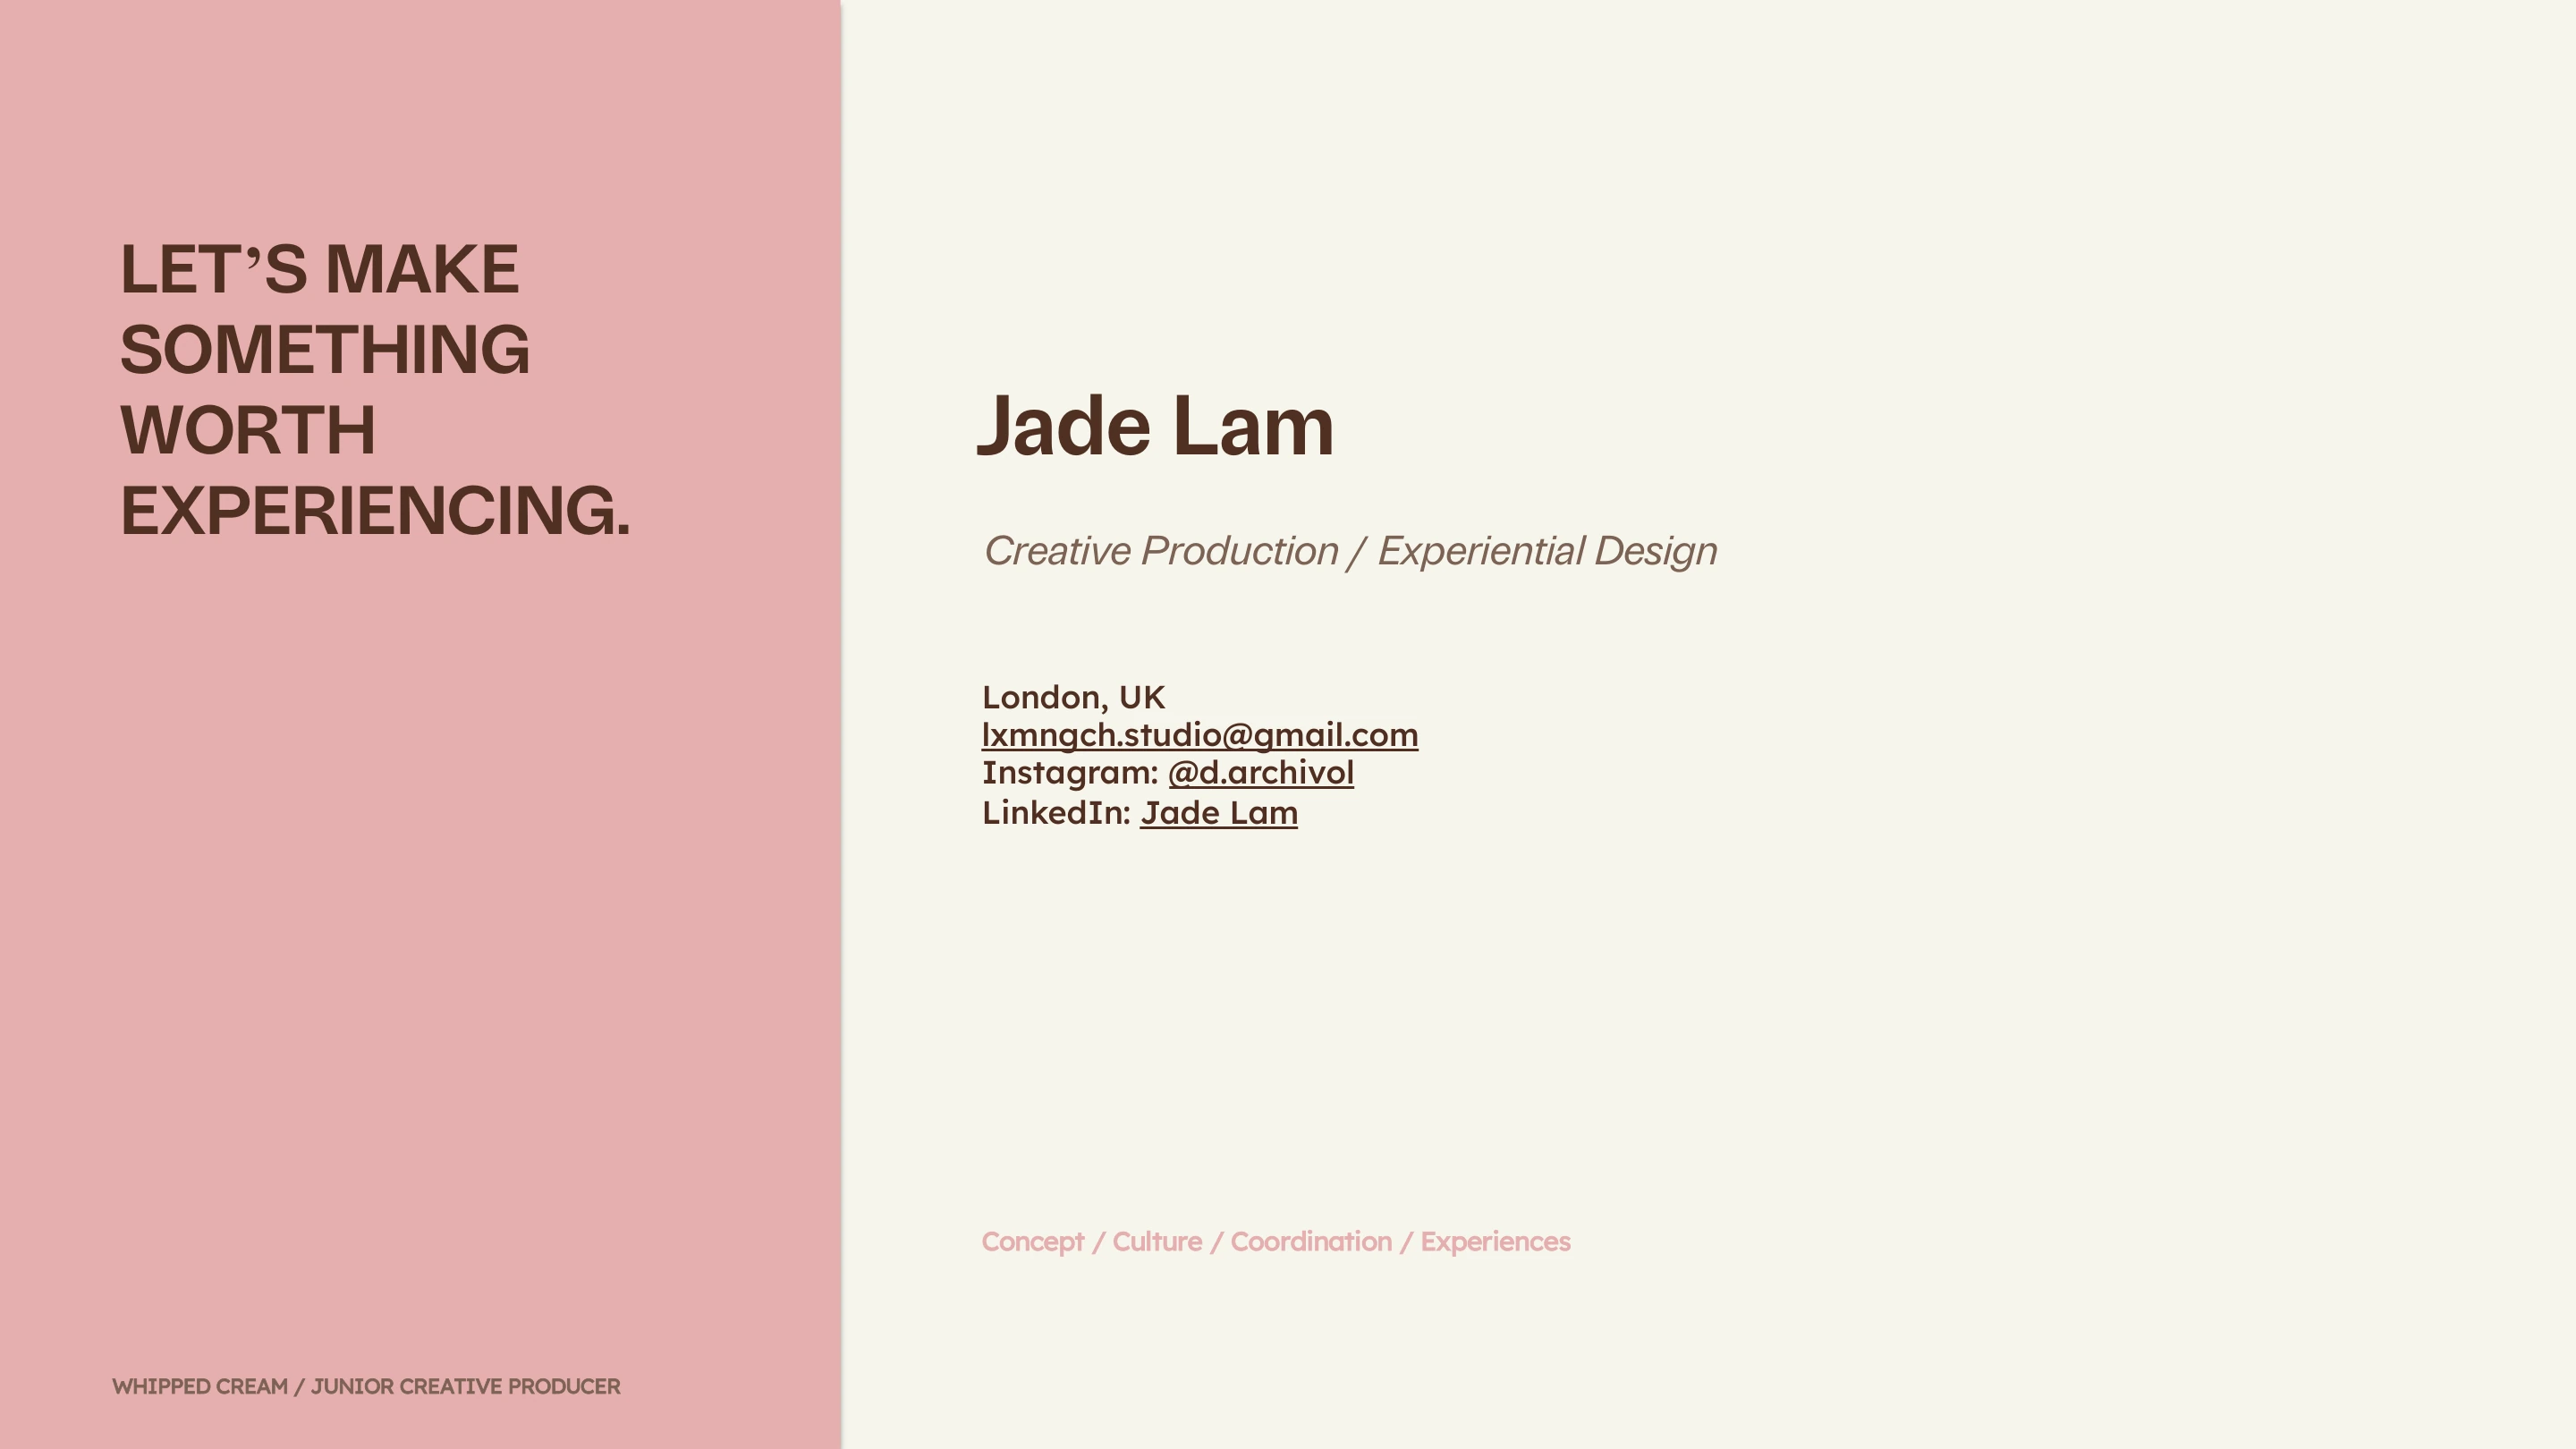 LET’S MAKE
SOMETHING
WORTH
EXPERIENCING.
Jade Lam
Creative Production / Experiential Design
London, UK
lxmngch.studio@gmail.com
Instagram: @d.archivol
LinkedIn: Jade Lam
Concept / Culture / Coordination / Experiences
WHIPPED CREAM / JUNIOR CREATIVE PRODUCER